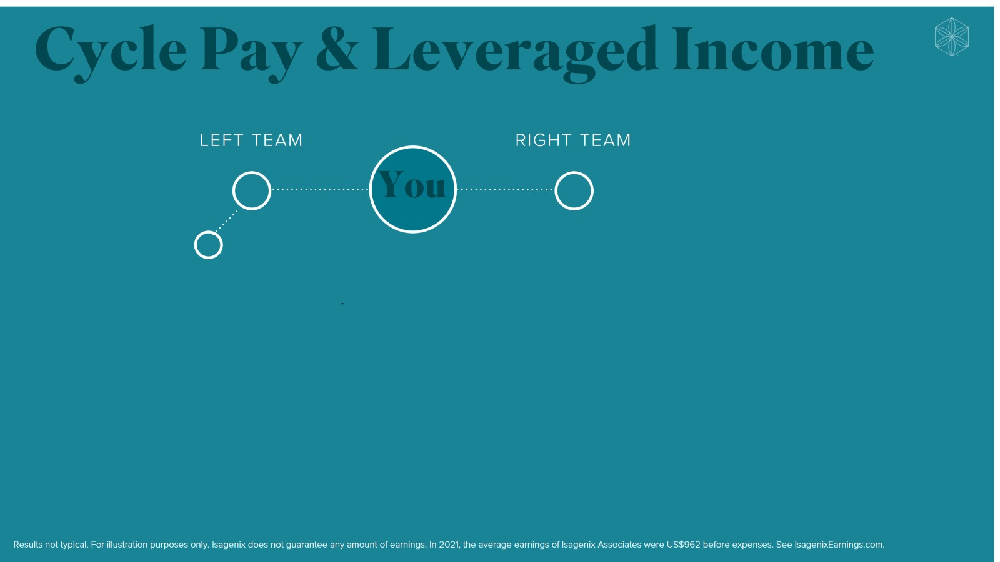 Cycle Pay & Leveraged Income
LEFT TEAM
RIGHT TEAM
You
Results not typical. For illustration purposes only. Isagenix does not guarantee any amount of earnings. In 2021, the average earnings of Isagenix Associates were US$962 before expenses. See IsagenixEarnings.com.